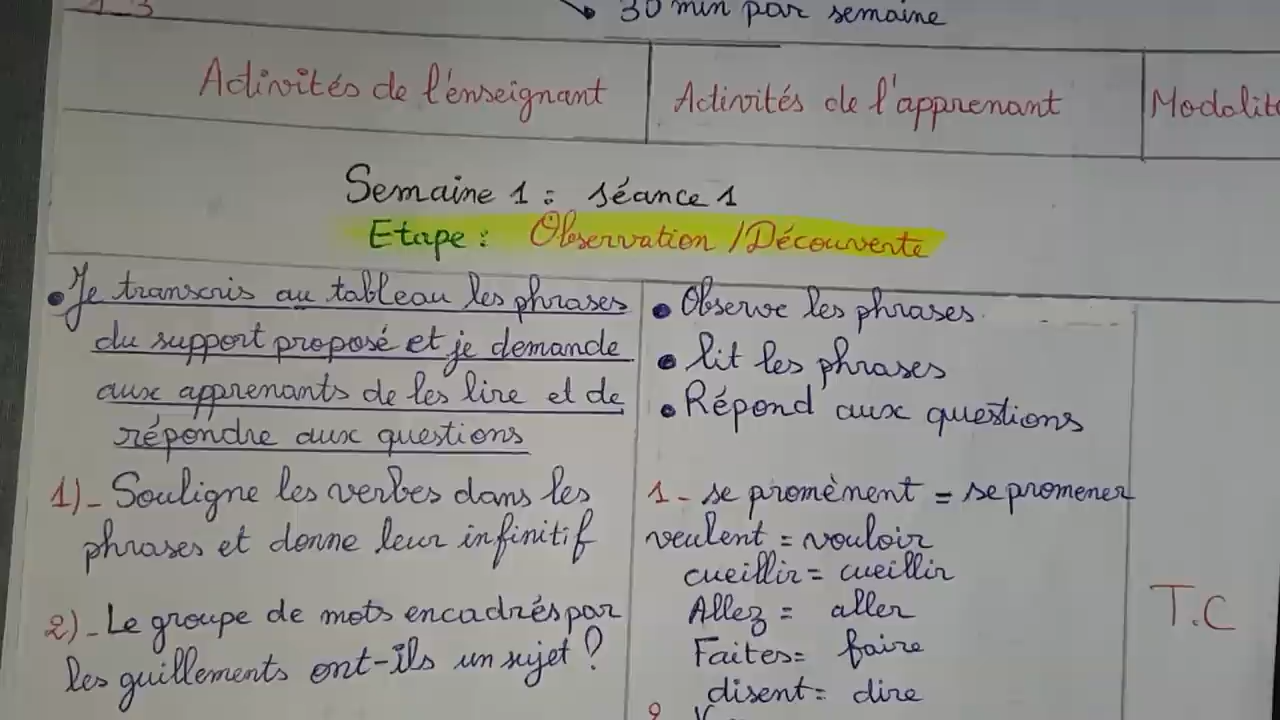 30 min par semaine
Activités de l'énseignant
Activités de l'apprenant
Semaine 1 : séance 1
Etape : Observation / Découverte
• Je transcris au tableau les phrases
du support proposé et je demande
aux apprenants de les lire et de
répondre aux questions
1)- Souligne les verbes dans les
phrases et donne leur infinitif
2)- Le groupe de mots encadrés par
les guillements ont-ils un sujet ?
• Observe les phrases.
• lit les phrases
• Répond aux questions
1 - se promènent = se promener
veulent = vouloir
cueillir = cueillir
Allez = aller
Faites = faire
disent = dire
T.C